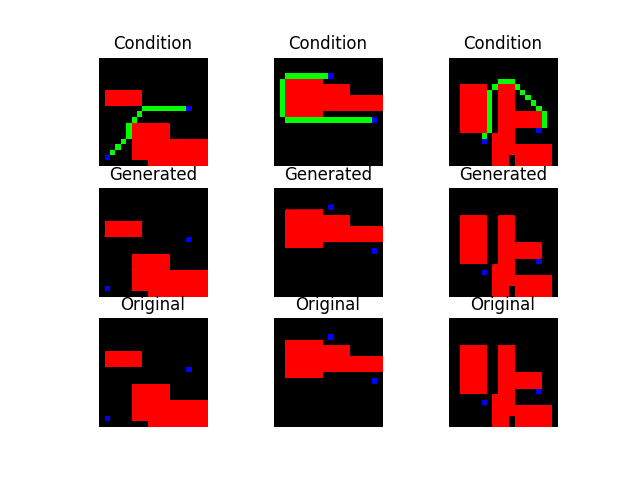 Condition Condition Condition
Generated Generated Generated
Original Original Original